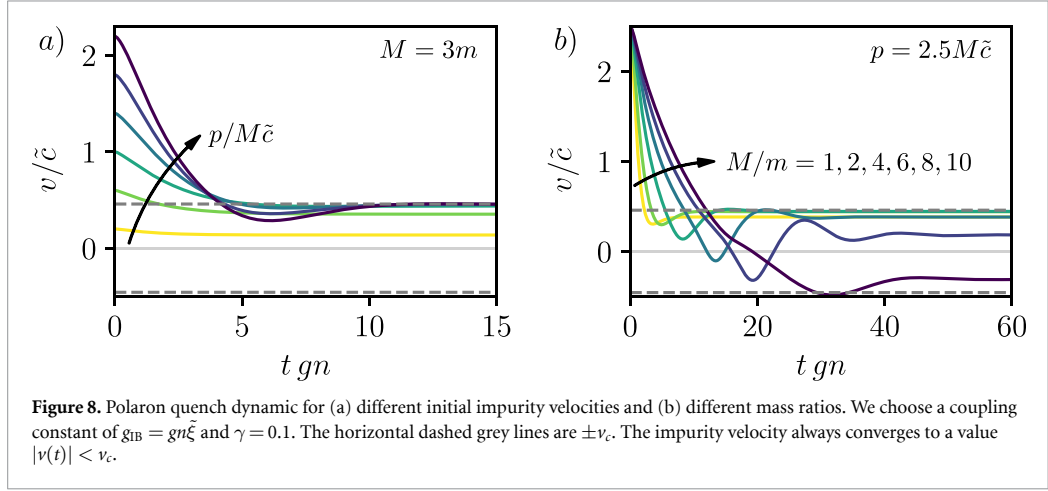 a)
M = 3m
2
1
0
v/c̃
p/Mc̃
0 5 10 15
t gn
b)
p = 2.5Mc̃
2
1
0
v/c̃
M/m = 1, 2, 4, 6, 8, 10
0 20 40 60
t gn
Figure 8. Polaron quench dynamic for (a) different initial impurity velocities and (b) different mass ratios. We choose a coupling
constant of g_IB = gnξ̃ and γ = 0.1. The horizontal dashed grey lines are ±v_c. The impurity velocity always converges to a value
|v(t)| < v_c.